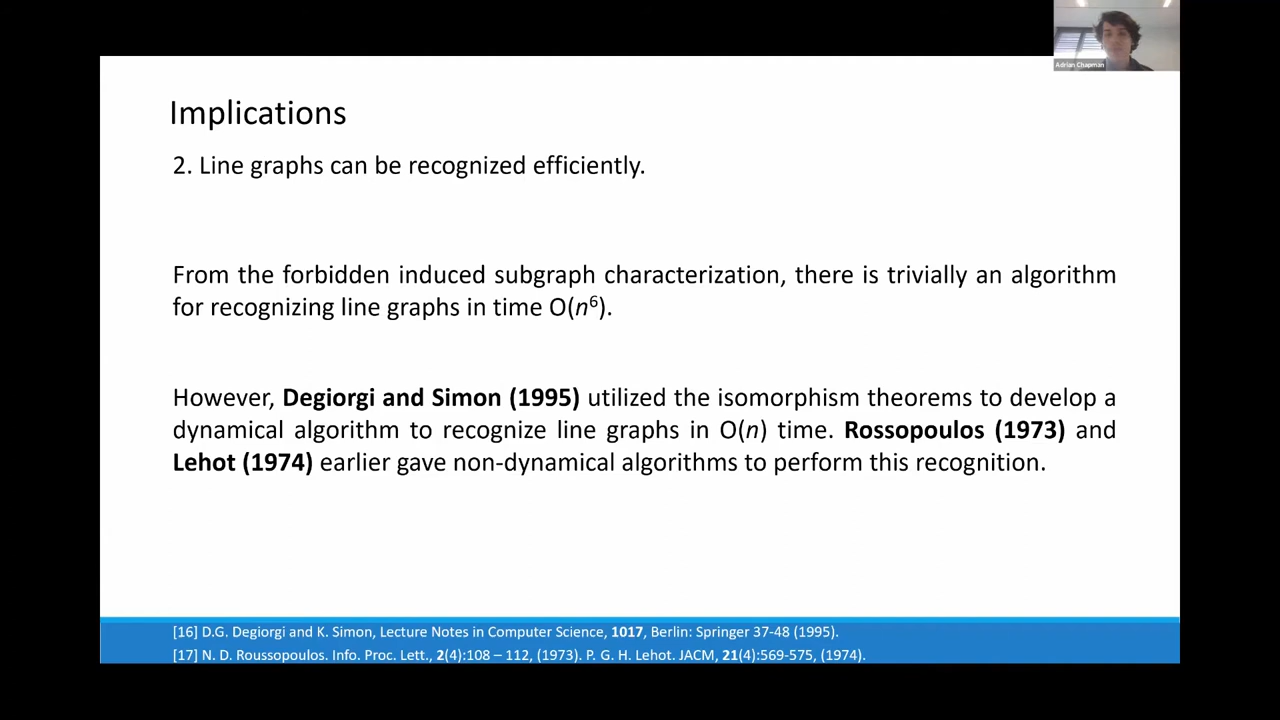 Adrian Chapman
Implications
2. Line graphs can be recognized efficiently.
From the forbidden induced subgraph characterization, there is trivially an algorithm
for recognizing line graphs in time O(n⁶).
However, Degiorgi and Simon (1995) utilized the isomorphism theorems to develop a
dynamical algorithm to recognize line graphs in O(n) time. Rossopoulos (1973) and
Lehot (1974) earlier gave non-dynamical algorithms to perform this recognition.
[16] D.G. Degiorgi and K. Simon, Lecture Notes in Computer Science, 1017, Berlin: Springer 37-48 (1995).
[17] N. D. Roussopoulos. Info. Proc. Lett., 2(4):108 – 112, (1973). P. G. H. Lehot. JACM, 21(4):569-575, (1974).